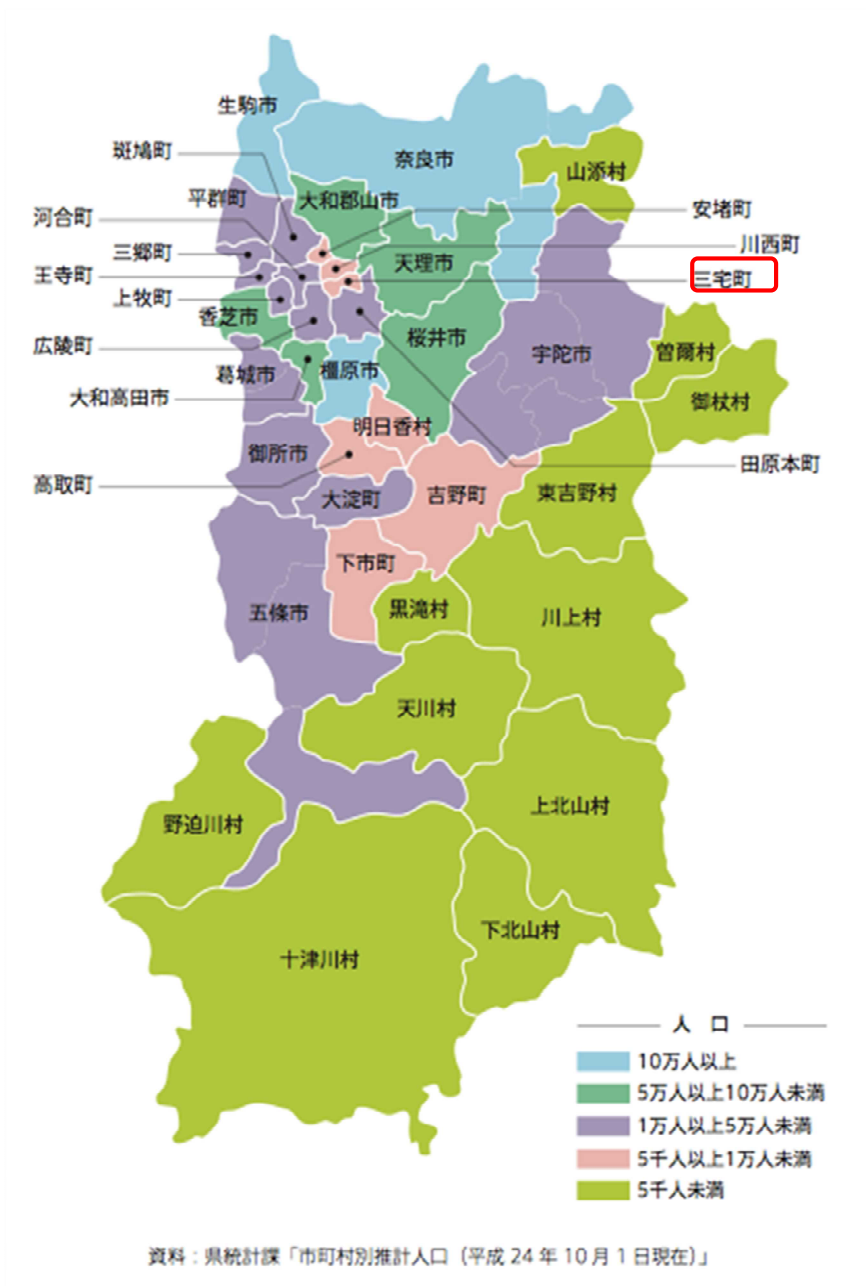 生駒市
斑鳩町
奈良市
山添村
平群町
大和郡山市
安堵町
河合町
川西町
三郷町
天理市
王寺町
三宅町
上牧町
香芝市
桜井市
広陵町
宇陀市
曽爾村
葛城市
橿原市
大和高田市
御杖村
明日香村
御所市
田原本町
高取町
大淀町
吉野町
東吉野村
下市町
五條市
黒滝村
川上村
天川村
上北山村
野迫川村
下北山村
十津川村
人 口
10万人以上
5万人以上10万人未満
1万人以上5万人未満
5千人以上1万人未満
5千人未満
資料:県統計課「市町村別推計人口(平成 24 年 10 月 1 日現在)」